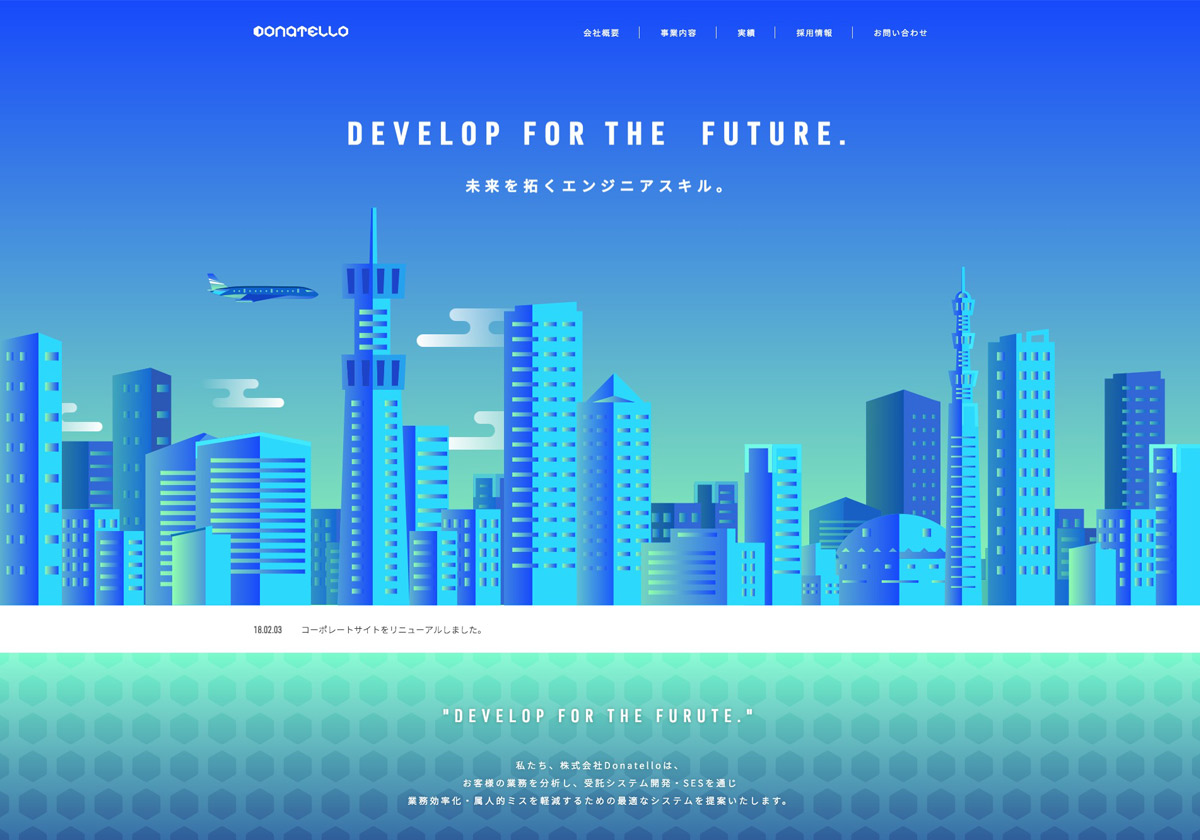 DONATELLO
会社概要
事業内容
実績
採用情報
お問い合わせ
DEVELOP FOR THE FUTURE.
未来を拓くエンジニアスキル。
18.02.03 コーポレートサイトをリニューアルしました。
"DEVELOP FOR THE FURUTE."
私たち、株式会社Donatelloは、
お客様の業務を分析し、受託システム開発・SESを通じ
業務効率化・属人的ミスを軽減するための最適なシステムを提案いたします。